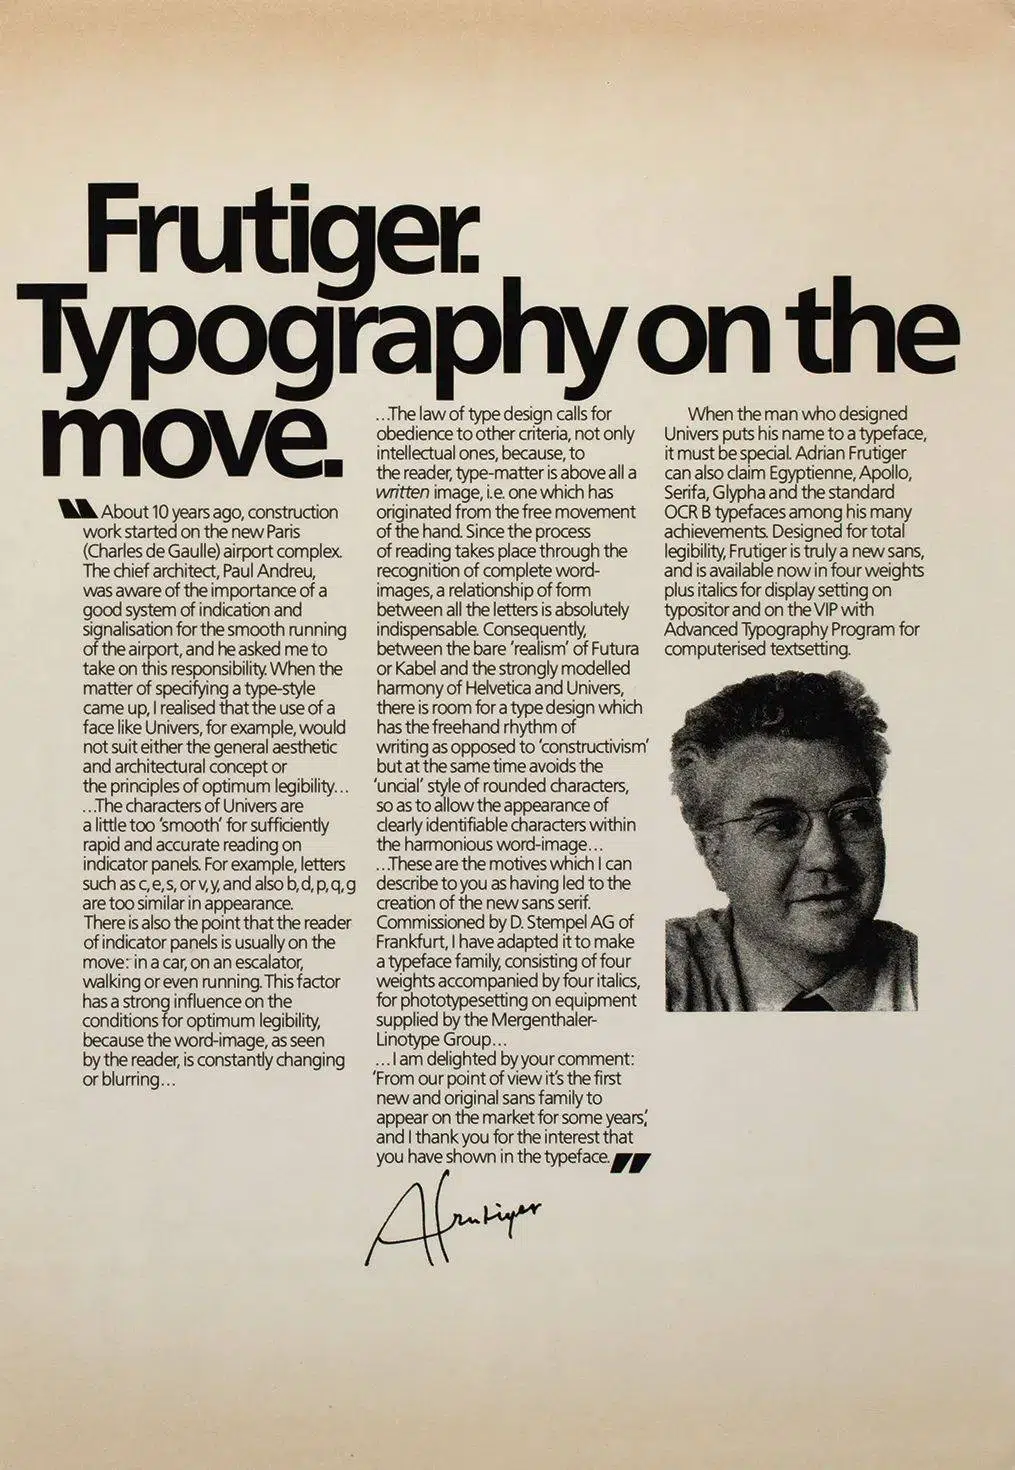 Frutiger.
Typography on the
move.
"About 10 years ago, construction
work started on the new Paris
(Charles de Gaulle) airport complex.
The chief architect, Paul Andreu,
was aware of the importance of a
good system of indication and
signalisation for the smooth running
of the airport, and he asked me to
take on this responsibility. When the
matter of specifying a type-style
came up, I realised that the use of a
face like Univers, for example, would
not suit either the general aesthetic
and architectural concept or
the principles of optimum legibility...
...The characters of Univers are
a little too 'smooth' for sufficiently
rapid and accurate reading on
indicator panels. For example, letters
such as c, e, s, or v, y, and also b, d, p, q, g
are too similar in appearance.
There is also the point that the reader
of indicator panels is usually on the
move: in a car, on an escalator,
walking or even running. This factor
has a strong influence on the
conditions for optimum legibility,
because the word-image, as seen
by the reader, is constantly changing
or blurring...
...The law of type design calls for
obedience to other criteria, not only
intellectual ones, because, to
the reader, type-matter is above all a
written image, i.e. one which has
originated from the free movement
of the hand. Since the process
of reading takes place through the
recognition of complete word-
images, a relationship of form
between all the letters is absolutely
indispensable. Consequently,
between the bare 'realism' of Futura
or Kabel and the strongly modelled
harmony of Helvetica and Univers,
there is room for a type design which
has the freehand rhythm of
writing as opposed to 'constructivism'
but at the same time avoids the
'uncial' style of rounded characters,
so as to allow the appearance of
clearly identifiable characters within
the harmonious word-image...
...These are the motives which I can
describe to you as having led to the
creation of the new sans serif.
Commissioned by D. Stempel AG of
Frankfurt, I have adapted it to make
a typeface family, consisting of four
weights accompanied by four italics,
for phototypesetting on equipment
supplied by the Mergenthaler-
Linotype Group...
...I am delighted by your comment:
'From our point of view it's the first
new and original sans family to
appear on the market for some years,'
and I thank you for the interest that
you have shown in the typeface."
AFrutiger
When the man who designed
Univers puts his name to a typeface,
it must be special. Adrian Frutiger
can also claim Egyptienne, Apollo,
Serifa, Glypha and the standard
OCR B typefaces among his many
achievements. Designed for total
legibility, Frutiger is truly a new sans,
and is available now in four weights
plus italics for display setting on
typositor and on the VIP with
Advanced Typography Program for
computerised textsetting.